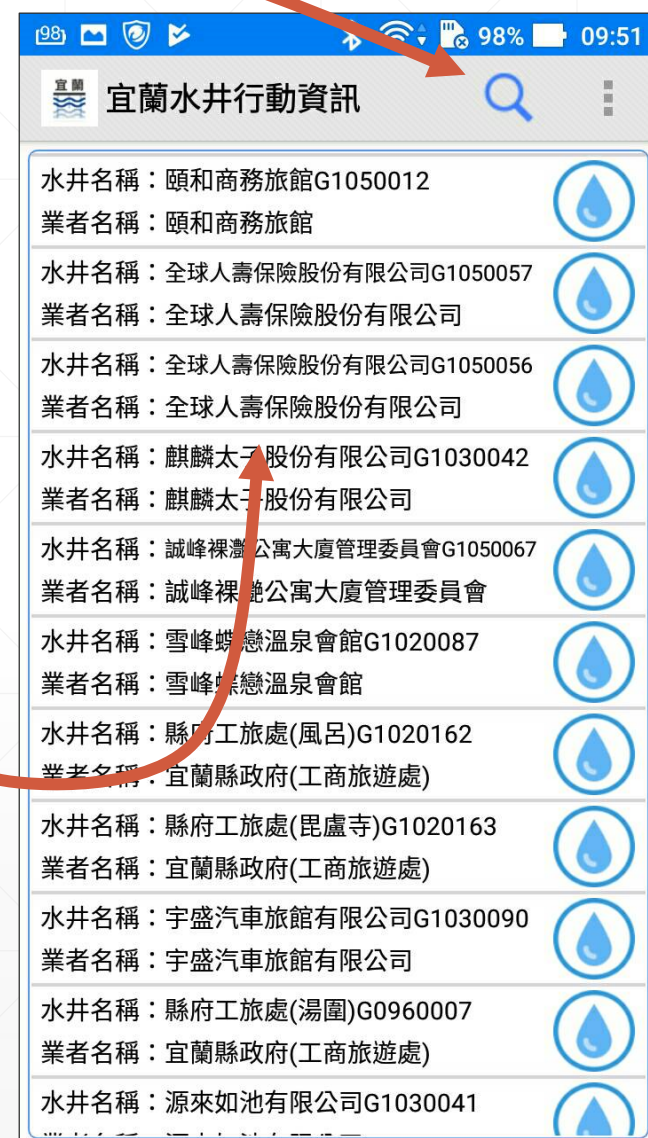 98 98% 09:51
宜蘭 宜蘭水井行動資訊
水井名稱：頤和商務旅館G1050012
業者名稱：頤和商務旅館
水井名稱：全球人壽保險股份有限公司G1050057
業者名稱：全球人壽保險股份有限公司
水井名稱：全球人壽保險股份有限公司G1050056
業者名稱：全球人壽保險股份有限公司
水井名稱：麒麟太子股份有限公司G1030042
業者名稱：麒麟太子股份有限公司
水井名稱：誠峰裸灔公寓大廈管理委員會G1050067
業者名稱：誠峰裸灔公寓大廈管理委員會
水井名稱：雪峰蝶戀溫泉會館G1020087
業者名稱：雪峰蝶戀溫泉會館
水井名稱：縣府工旅處(風呂)G1020162
業者名稱：宜蘭縣政府(工商旅遊處)
水井名稱：縣府工旅處(毘盧寺)G1020163
業者名稱：宜蘭縣政府(工商旅遊處)
水井名稱：宇盛汽車旅館有限公司G1030090
業者名稱：宇盛汽車旅館有限公司
水井名稱：縣府工旅處(湯圍)G0960007
業者名稱：宜蘭縣政府(工商旅遊處)
水井名稱：源來如池有限公司G1030041